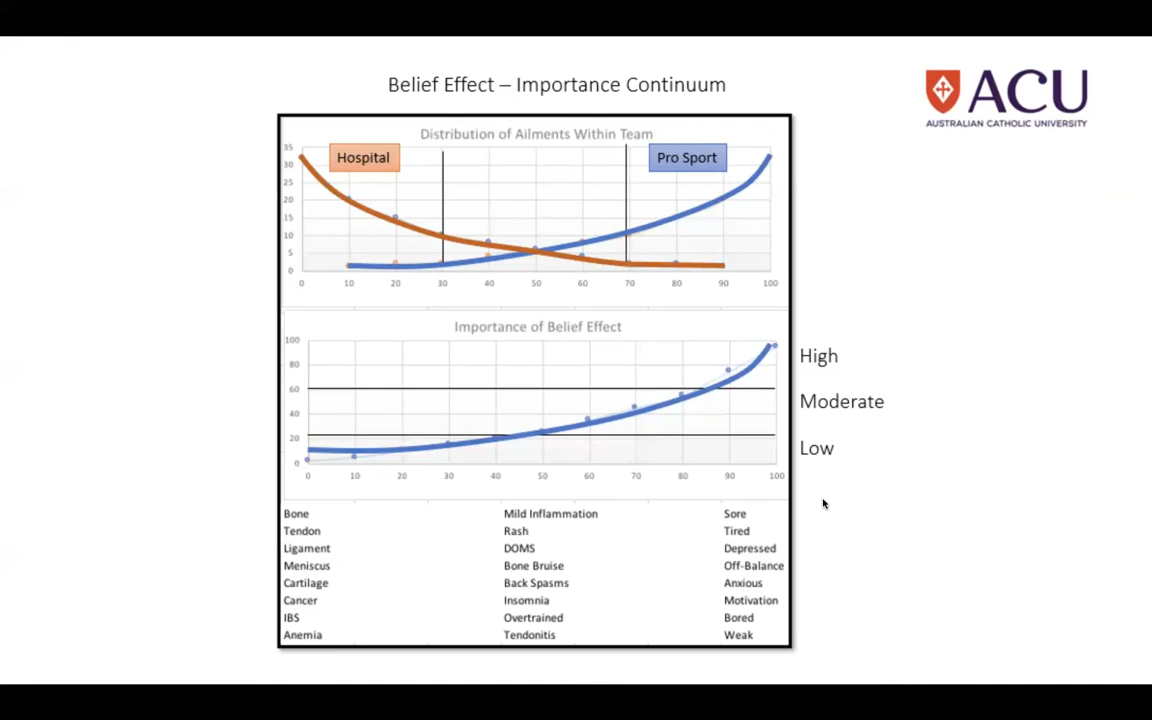 Belief Effect – Importance Continuum
ACU
AUSTRALIAN CATHOLIC UNIVERSITY
Distribution of Ailments Within Team
Hospital
Pro Sport
35
30
25
20
15
10
5
0
0 10 20 30 40 50 60 70 80 90 100
Importance of Belief Effect
100
80
60
40
20
0
0 10 20 30 40 50 60 70 80 90 100
High
Moderate
Low
Bone Mild Inflammation Sore
Tendon Rash Tired
Ligament DOMS Depressed
Meniscus Bone Bruise Off-Balance
Cartilage Back Spasms Anxious
Cancer Insomnia Motivation
IBS Overtrained Bored
Anemia Tendonitis Weak